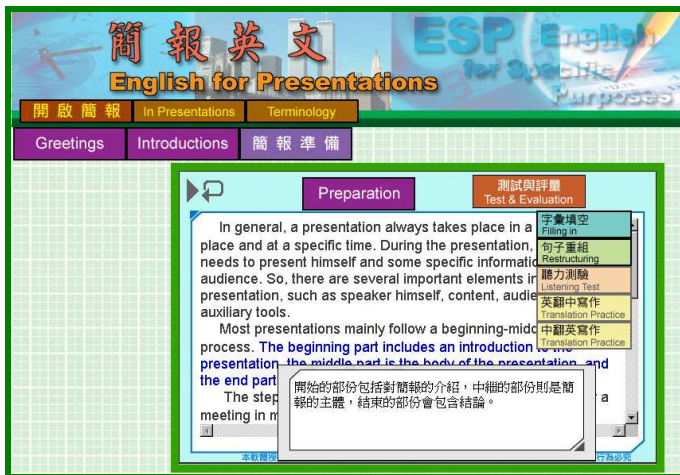 簡報英文
English for Presentations
ESP English
for Specific
Purposes
開啟簡報 In Presentations Terminology
Greetings Introductions 簡報準備
Preparation
測試與評量
Test & Evaluation
字彙填空
Filling in
句子重組
Restructuring
聽力測驗
Listening Test
英翻中寫作
Translation Practice
中翻英寫作
Translation Practice
In general, a presentation always takes place in a
place and at a specific time. During the presentation,
needs to present himself and some specific informatio
audience. So, there are several important elements in
presentation, such as speaker himself, content, audie
auxiliary tools.
Most presentations mainly follow a beginning-midd
process. The beginning part includes an introduction to the
presentation, the middle part is the body of the presentation, and
the end part
The step
a
meeting in m
開始的部份包括對簡報的介紹，中繼的部份則是簡
報的主體，結束的部份會包含結論。
本軟體授
行為必究